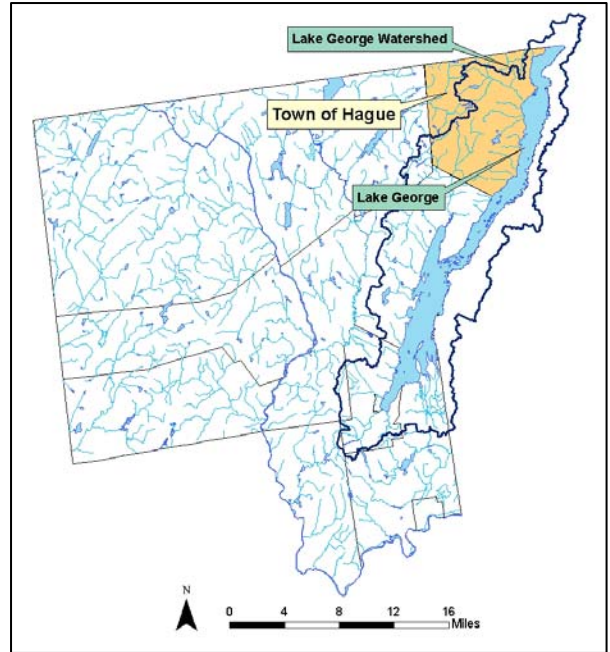 Lake George Watershed
Town of Hague
Lake George
N
0 4 8 12 16
Miles